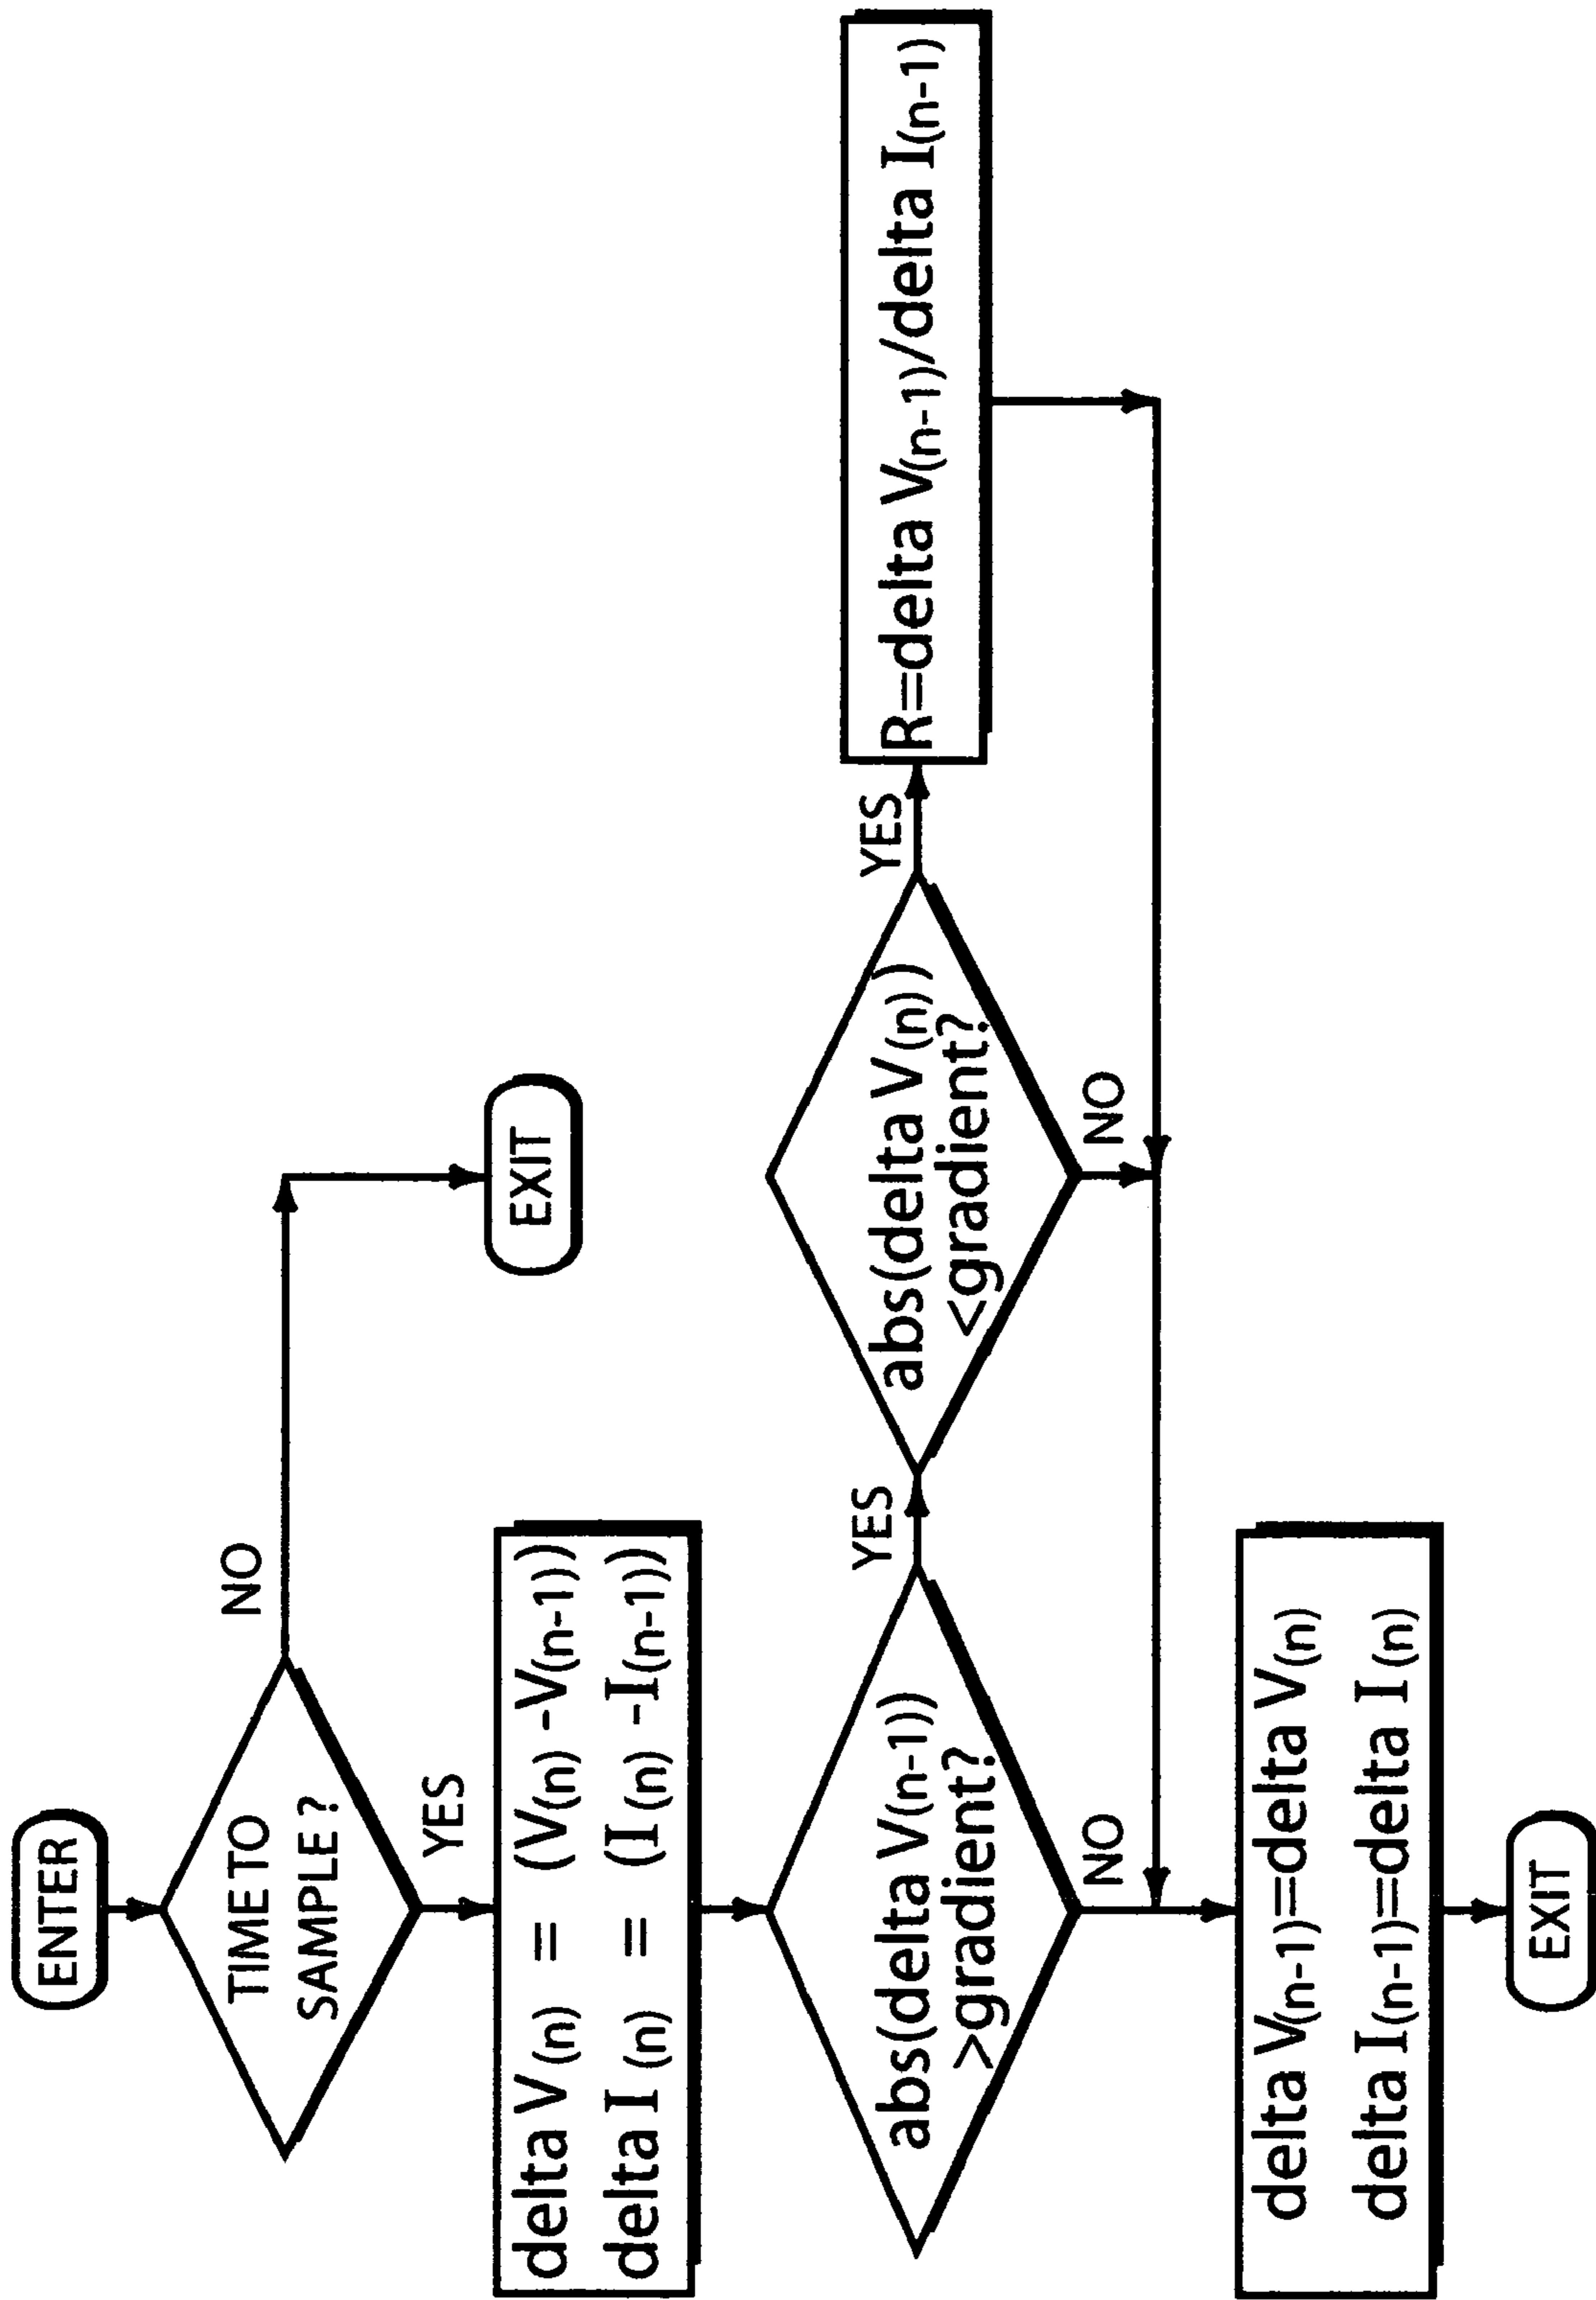 ENTER
TIME TO
SAMPLE ?
NO
EXIT
YES
delta V(n) = (V(n) -V(n-1))
delta I (n) = (I (n) -I(n-1))
abs(delta V(n-1))
>gradient?
YES
abs(delta V(n))
<gradient?
YES
R=delta V(n-1)/delta I(n-1)
NO
NO
delta V(n-1)=delta V(n)
delta I(n-1)=delta I (n)
EXIT